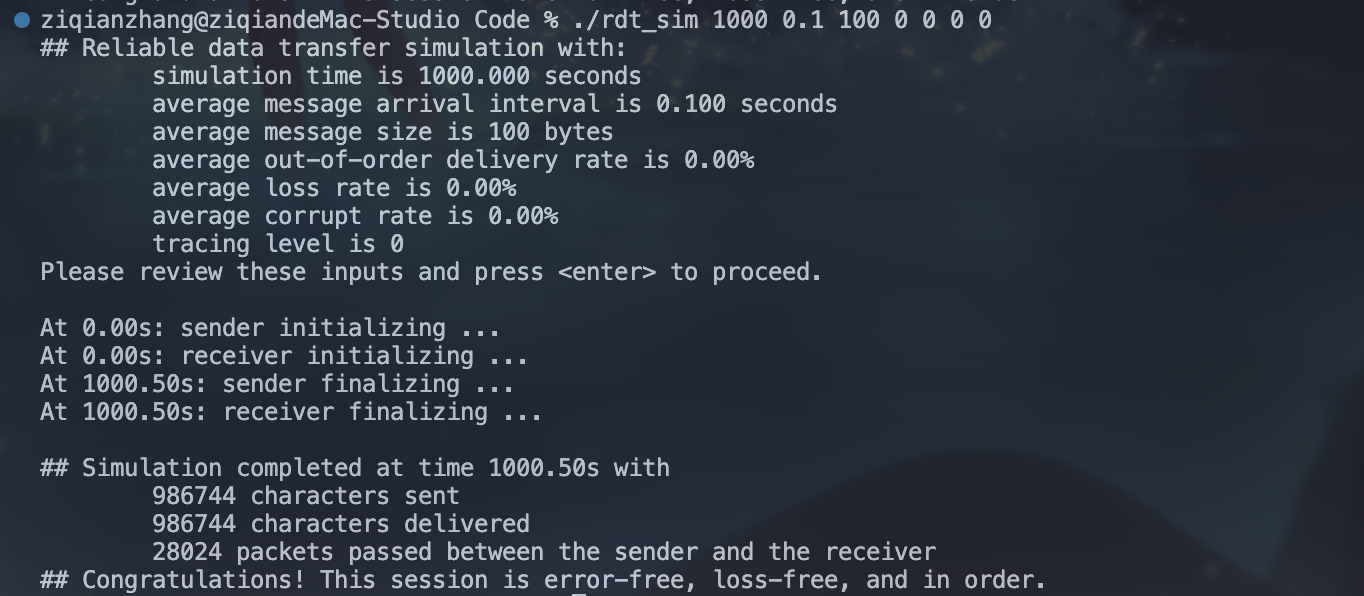 ziqianzhang@ziqiandeMac-Studio Code % ./rdt_sim 1000 0.1 100 0 0 0 0
## Reliable data transfer simulation with:
simulation time is 1000.000 seconds
average message arrival interval is 0.100 seconds
average message size is 100 bytes
average out-of-order delivery rate is 0.00%
average loss rate is 0.00%
average corrupt rate is 0.00%
tracing level is 0
Please review these inputs and press <enter> to proceed.
At 0.00s: sender initializing ...
At 0.00s: receiver initializing ...
At 1000.50s: sender finalizing ...
At 1000.50s: receiver finalizing ...
## Simulation completed at time 1000.50s with
986744 characters sent
986744 characters delivered
28024 packets passed between the sender and the receiver
## Congratulations! This session is error-free, loss-free, and in order.